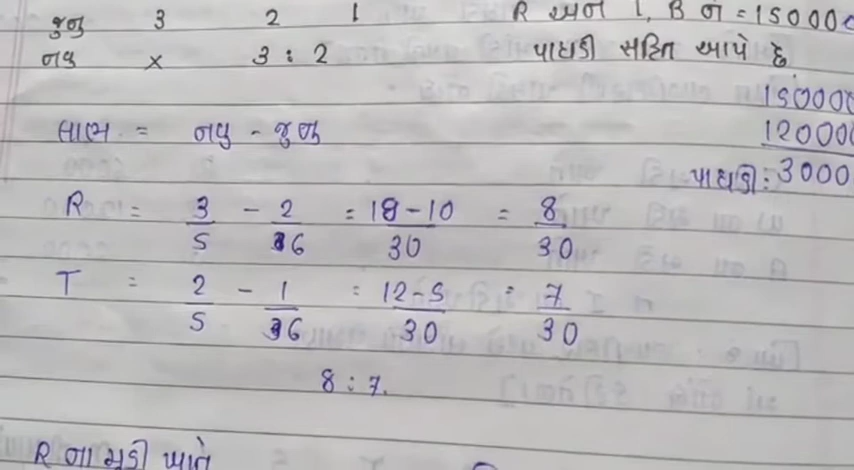 જુનુ 3 2 1 R અને T, B ને = 15000
નવુ × 3 : 2 પાઘડી સહિત આપે છે
15000
12000
લાભ = નવુ - જુનુ
પાઘડી : 3000
R = 3/5 - 2/6 = 18-10/30 = 8/30
T = 2/5 - 1/6 = 12-5/30 = 7/30
8 : 7.
R ના મુડી ખાતે